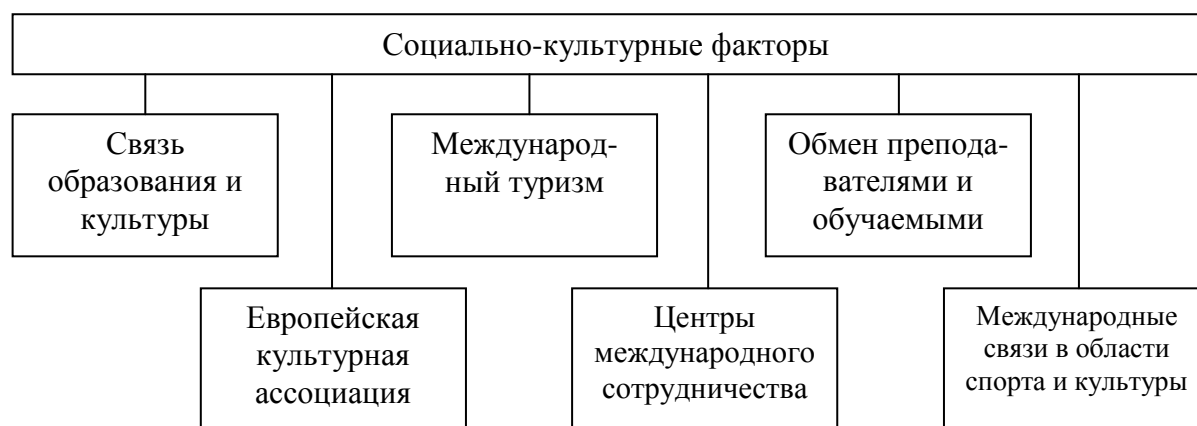 Социально-культурные факторы
Связь
образования и
культуры
Международ-
ный туризм
Обмен препода-
вателями и
обучаемыми
Европейская
культурная
ассоциация
Центры
международного
сотрудничества
Международные
связи в области
спорта и культуры